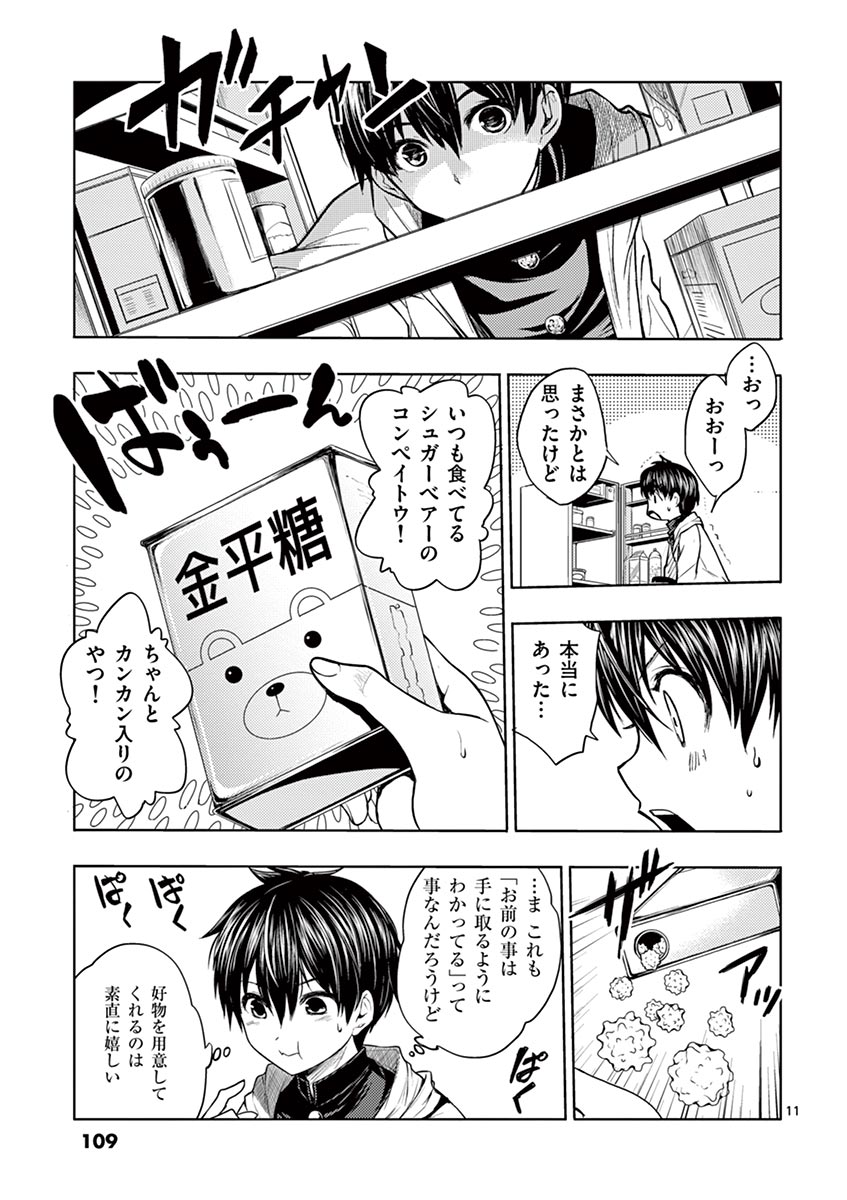 ガチャン
…おっ
おおーっ
まさかとは
思ったけど
本当に
あった…
ばぁーーん
いつも食べてる
シュガーベアーの
コンペイトウ！
金平糖
ちゃんと
カンカン入りの
やつ！
アッ
…ま これも
「お前の事は
手に取るように
わかってる」って
事なんだろうけど
ぱく
ぱく
ぱく
好物を用意して
くれるのは
素直に嬉しい
11
109